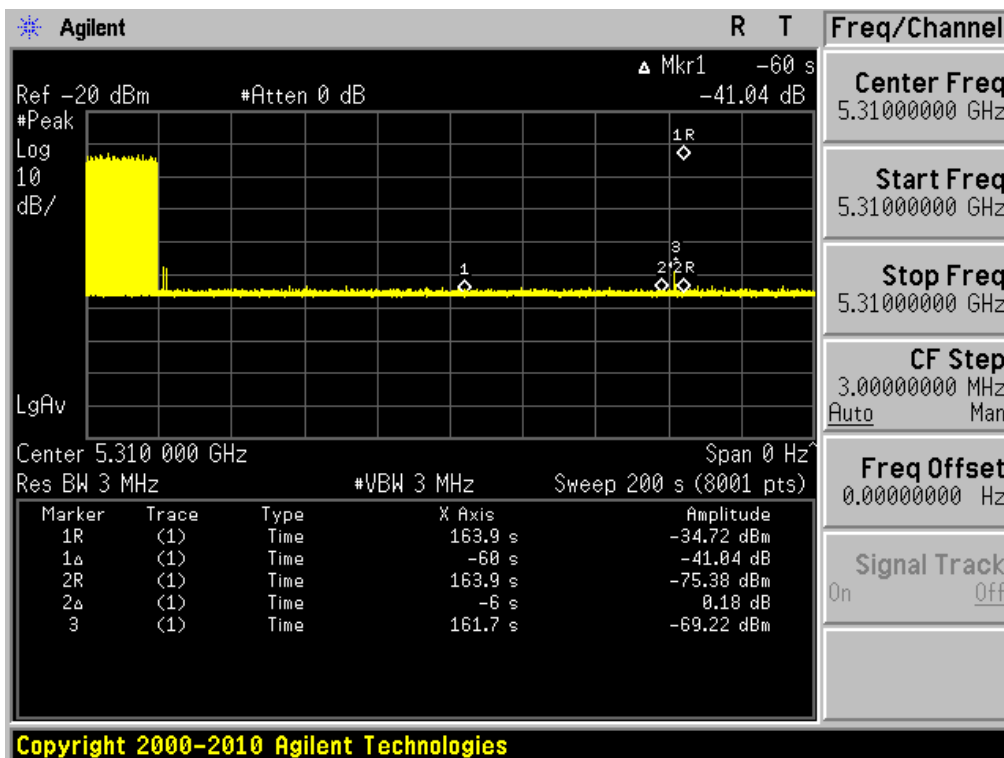 Agilent R T
Freq/Channel
Δ Mkr1 -60 s
Ref -20 dBm #Atten 0 dB -41.04 dB
#Peak
Log
10
dB/
1R
3
1
2 2R
LgAv
Center 5.310 000 GHz Span 0 Hz^
Res BW 3 MHz #VBW 3 MHz Sweep 200 s (8001 pts)
Marker Trace Type X Axis Amplitude
1R (1) Time 163.9 s -34.72 dBm
1Δ (1) Time -60 s -41.04 dB
2R (1) Time 163.9 s -75.38 dBm
2Δ (1) Time -6 s 0.18 dB
3 (1) Time 161.7 s -69.22 dBm
Center Freq
5.31000000 GHz
Start Freq
5.31000000 GHz
Stop Freq
5.31000000 GHz
CF Step
3.00000000 MHz
Auto Man
Freq Offset
0.00000000 Hz
Signal Track
On Off
Copyright 2000-2010 Agilent Technologies